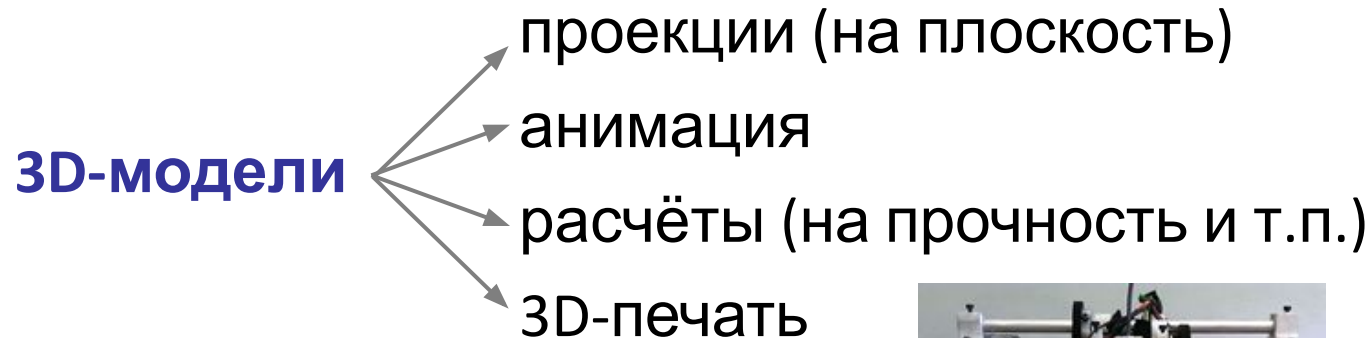 проекции (на плоскость)
анимация
3D-модели
расчёты (на прочность и т.п.)
3D-печать